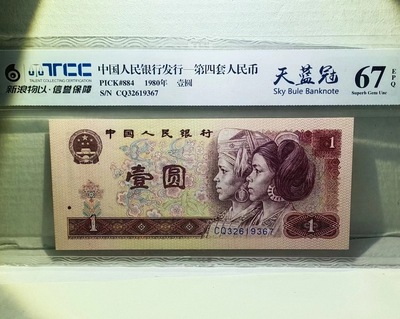 TTCC
TALENT COLLECTING CERTIFICATION
新浪物以·信誉保障
中国人民银行发行—第四套人民币
PICK#884 1980年 壹圆
S/N CQ32619367
天蓝冠
Sky Bule Banknote
67
EPQ
Superb Gem Unc
中国人民银行
1
壹圆
CQ32619367
1
1